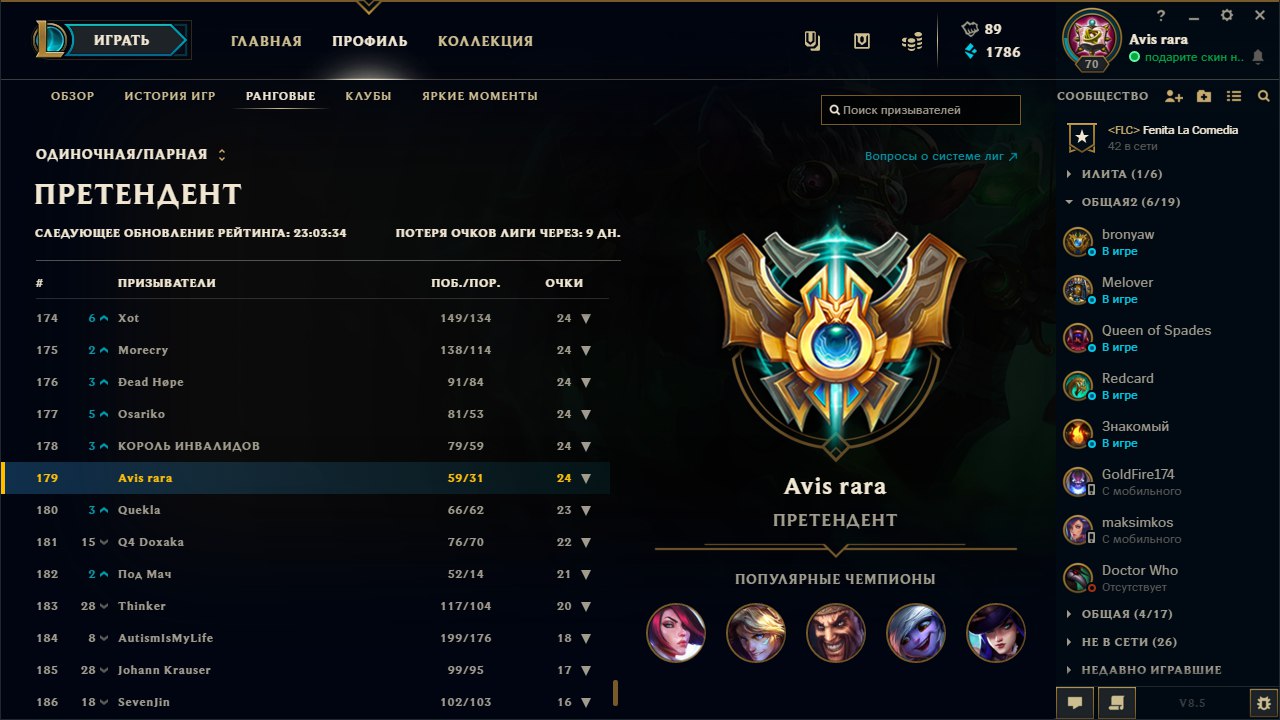 ИГРАТЬ
ГЛАВНАЯ ПРОФИЛЬ КОЛЛЕКЦИЯ
89
1786
?
Avis rara
70
подарите скин н..
ОБЗОР ИСТОРИЯ ИГР РАНГОВЫЕ КЛУБЫ ЯРКИЕ МОМЕНТЫ
Поиск призывателей
СООБЩЕСТВО
ОДИНОЧНАЯ/ПАРНАЯ
Вопросы о системе лиг
ПРЕТЕНДЕНТ
СЛЕДУЮЩЕЕ ОБНОВЛЕНИЕ РЕЙТИНГА: 23:03:34 ПОТЕРЯ ОЧКОВ ЛИГИ ЧЕРЕЗ: 9 ДН.
# ПРИЗЫВАТЕЛИ ПОБ./ПОР. ОЧКИ
174 6 Xot 149/134 24
175 2 Morecry 138/114 24
176 3 Ðead Høpe 91/84 24
177 5 Osariko 81/53 24
178 3 КОРОЛЬ ИНВАЛИДОВ 79/59 24
179 Avis rara 59/31 24
180 3 Quekla 66/62 23
181 15 Q4 Doxaka 76/70 22
182 2 Под Мач 52/14 21
183 28 Thinker 117/104 20
184 8 AutismIsMyLife 199/176 18
185 28 Johann Krauser 99/95 17
186 18 SevenJin 102/103 16
Avis rara
ПРЕТЕНДЕНТ
ПОПУЛЯРНЫЕ ЧЕМПИОНЫ
<FLC> Fenita La Comedia
42 в сети
ИЛИТА (1/6)
ОБЩАЯ2 (6/19)
bronyaw
В игре
Melover
В игре
Queen of Spades
В игре
Redcard
В игре
Знакомый
В игре
GoldFire174
С мобильного
maksimkos
С мобильного
Doctor Who
Отсутствует
ОБЩАЯ (4/17)
НЕ В СЕТИ (26)
НЕДАВНО ИГРАВШИЕ
V8.5